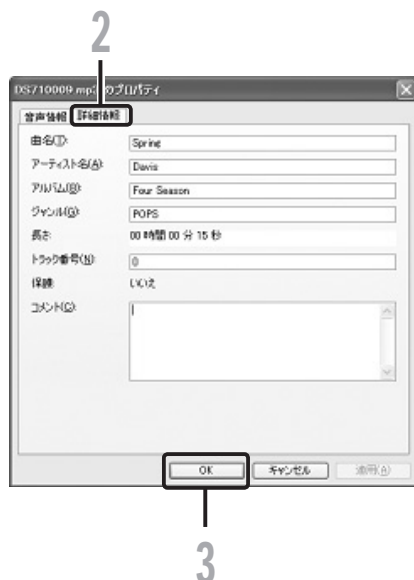 2
DS710009.mp3のプロパティ
音声情報 詳細情報
曲名(T): Spring
アーティスト名(A): Davis
アルバム(B): Four Season
ジャンル(G): POPS
長さ: 00 時間 00 分 15 秒
トラック番号(N): 0
保護: いいえ
コメント(C):
OK キャンセル 適用(A)
3